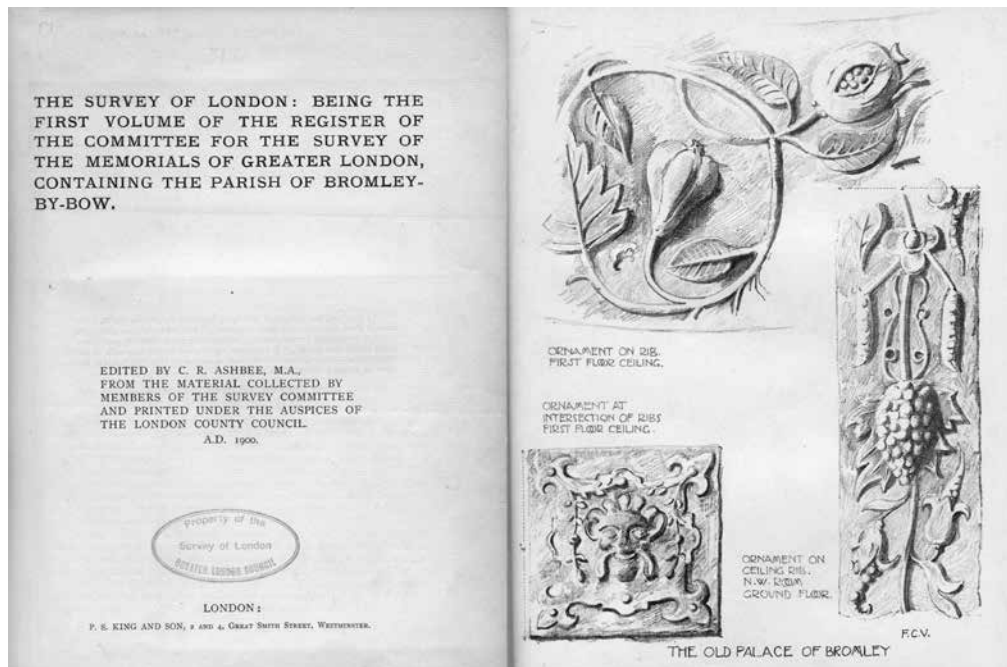 THE SURVEY OF LONDON: BEING THE
FIRST VOLUME OF THE REGISTER OF
THE COMMITTEE FOR THE SURVEY OF
THE MEMORIALS OF GREATER LONDON,
CONTAINING THE PARISH OF BROMLEY-
BY-BOW.
EDITED BY C. R. ASHBEE, M.A.,
FROM THE MATERIAL COLLECTED BY
MEMBERS OF THE SURVEY COMMITTEE
AND PRINTED UNDER THE AUSPICES OF
THE LONDON COUNTY COUNCIL.
A.D. 1900.
Property of the
Survey of London
GREATER LONDON COUNCIL
LONDON:
P. S. KING AND SON, 2 AND 4, GREAT SMITH STREET, WESTMINSTER.
ORNAMENT ON RIB.
FIRST FLOOR CEILING.
ORNAMENT AT
INTERSECTION OF RIBS
FIRST FLOOR CEILING.
ORNAMENT ON
CEILING RIB.
N.W. ROOM
GROUND FLOOR.
F.C.V.
THE OLD PALACE OF BROMLEY